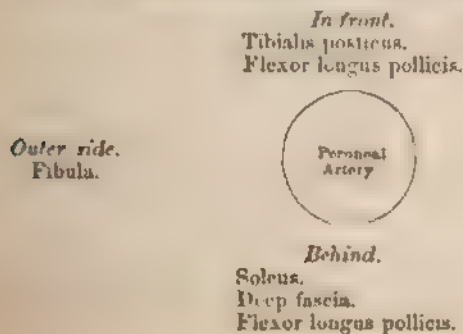 In front.
Tibialis posticus.
Flexor longus pollicis.
Outer side.
Fibula.
Peroneal
Artery
Behind.
Soleus.
Deep fascia.
Flexor longus pollicis.